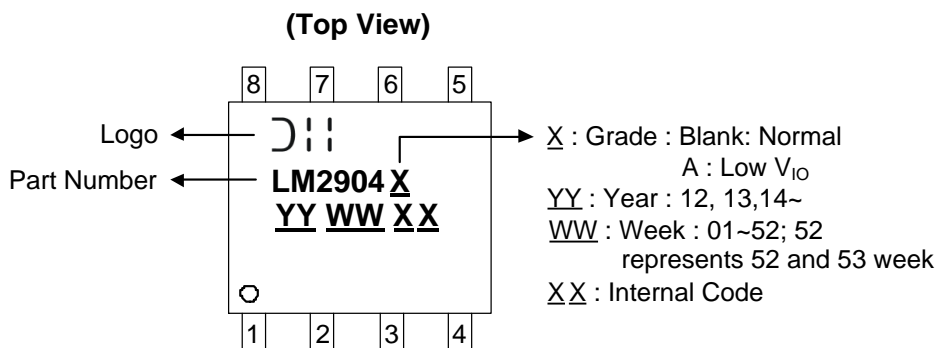 (Top View)
8 7 6 5
Logo
Part Number
LM2904 X
YY WW X X
1 2 3 4
X : Grade : Blank: Normal
A : Low VIO
YY : Year : 12, 13,14~
WW : Week : 01~52; 52
represents 52 and 53 week
X X : Internal Code